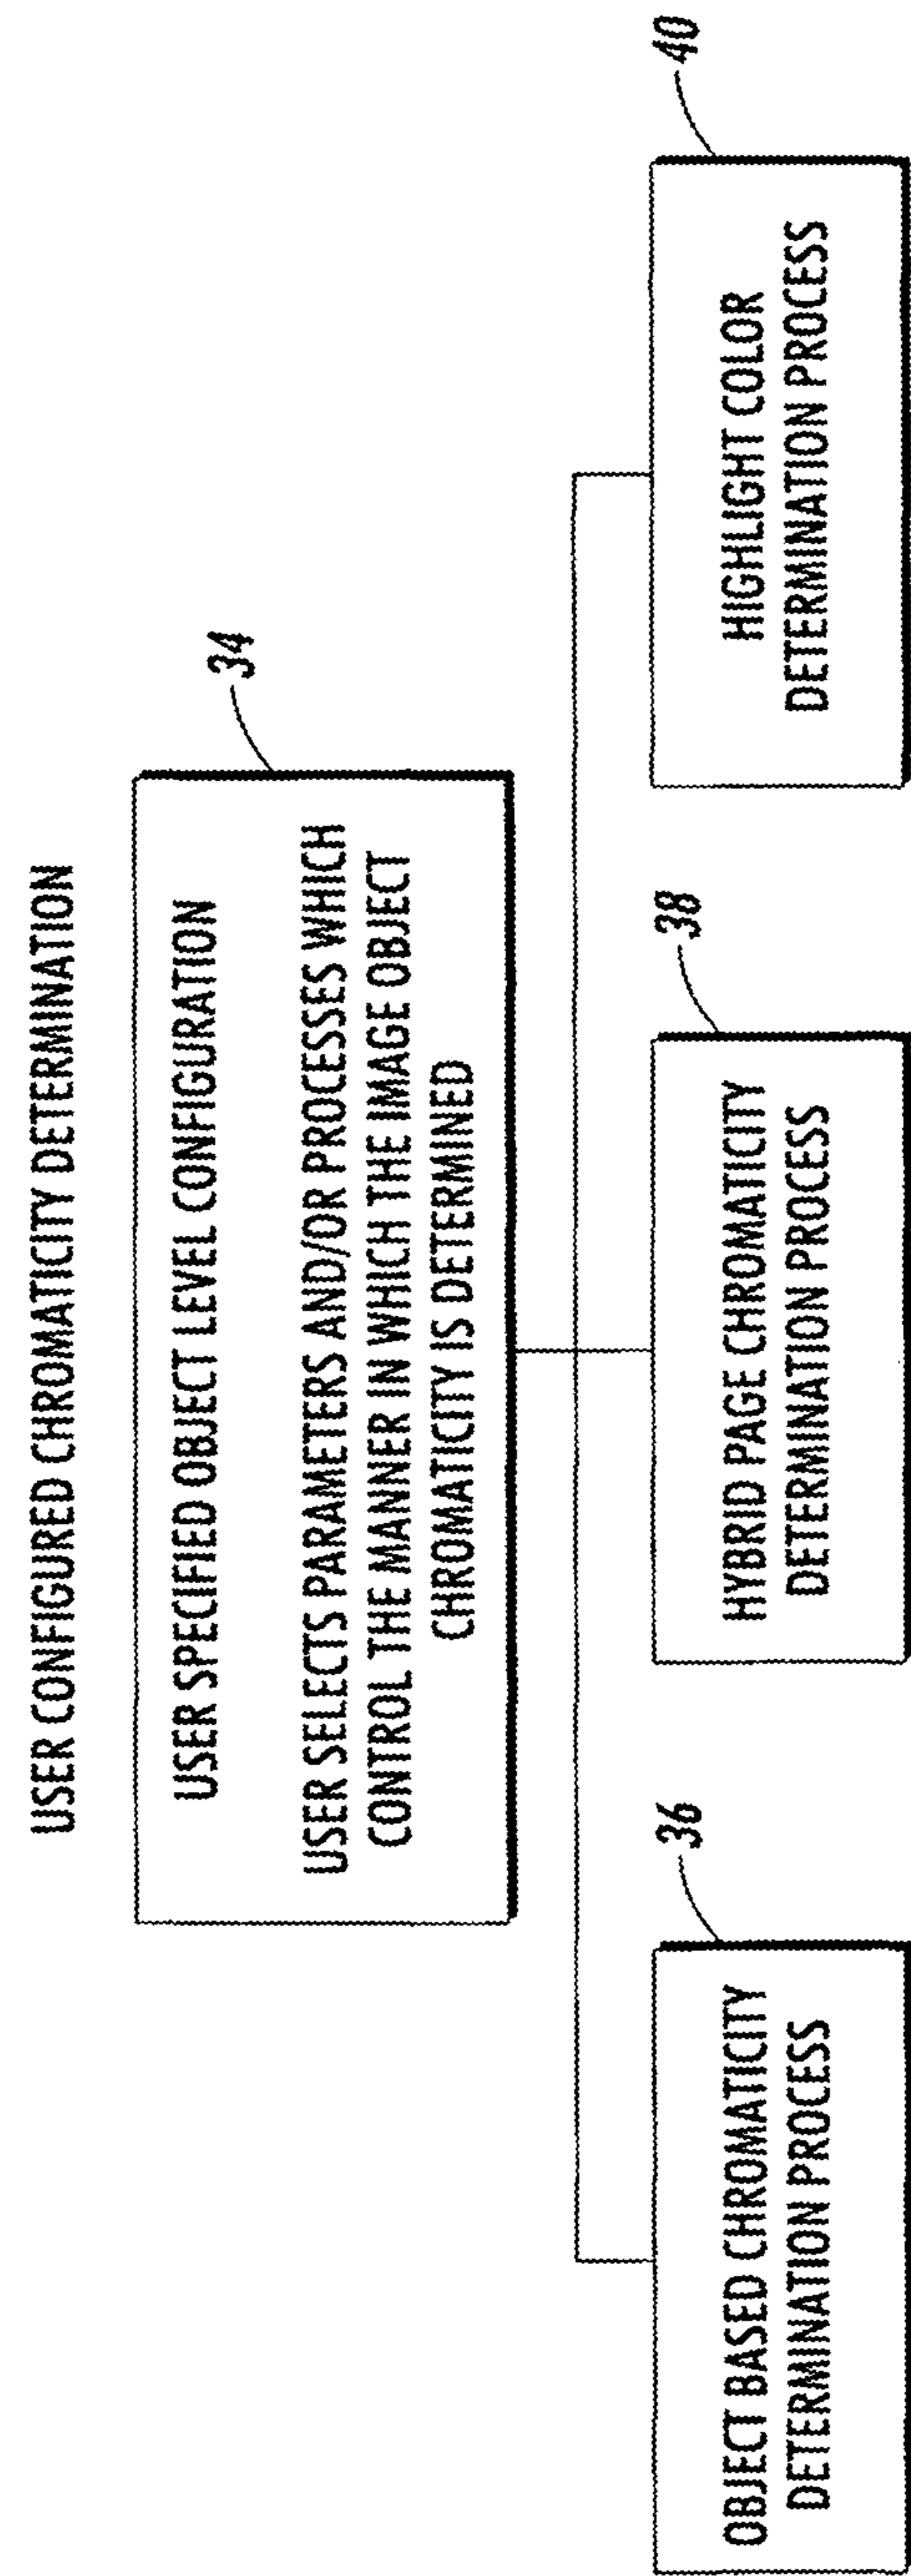 USER CONFIGURED CHROMATICITY DETERMINATION
34
USER SPECIFIED OBJECT LEVEL CONFIGURATION
USER SELECTS PARAMETERS AND/OR PROCESSES WHICH
CONTROL THE MANNER IN WHICH THE IMAGE OBJECT
CHROMATICITY IS DETERMINED
36
OBJECT BASED CHROMATICITY
DETERMINATION PROCESS
38
HYBRID PAGE CHROMATICITY
DETERMINATION PROCESS
40
HIGHLIGHT COLOR
DETERMINATION PROCESS